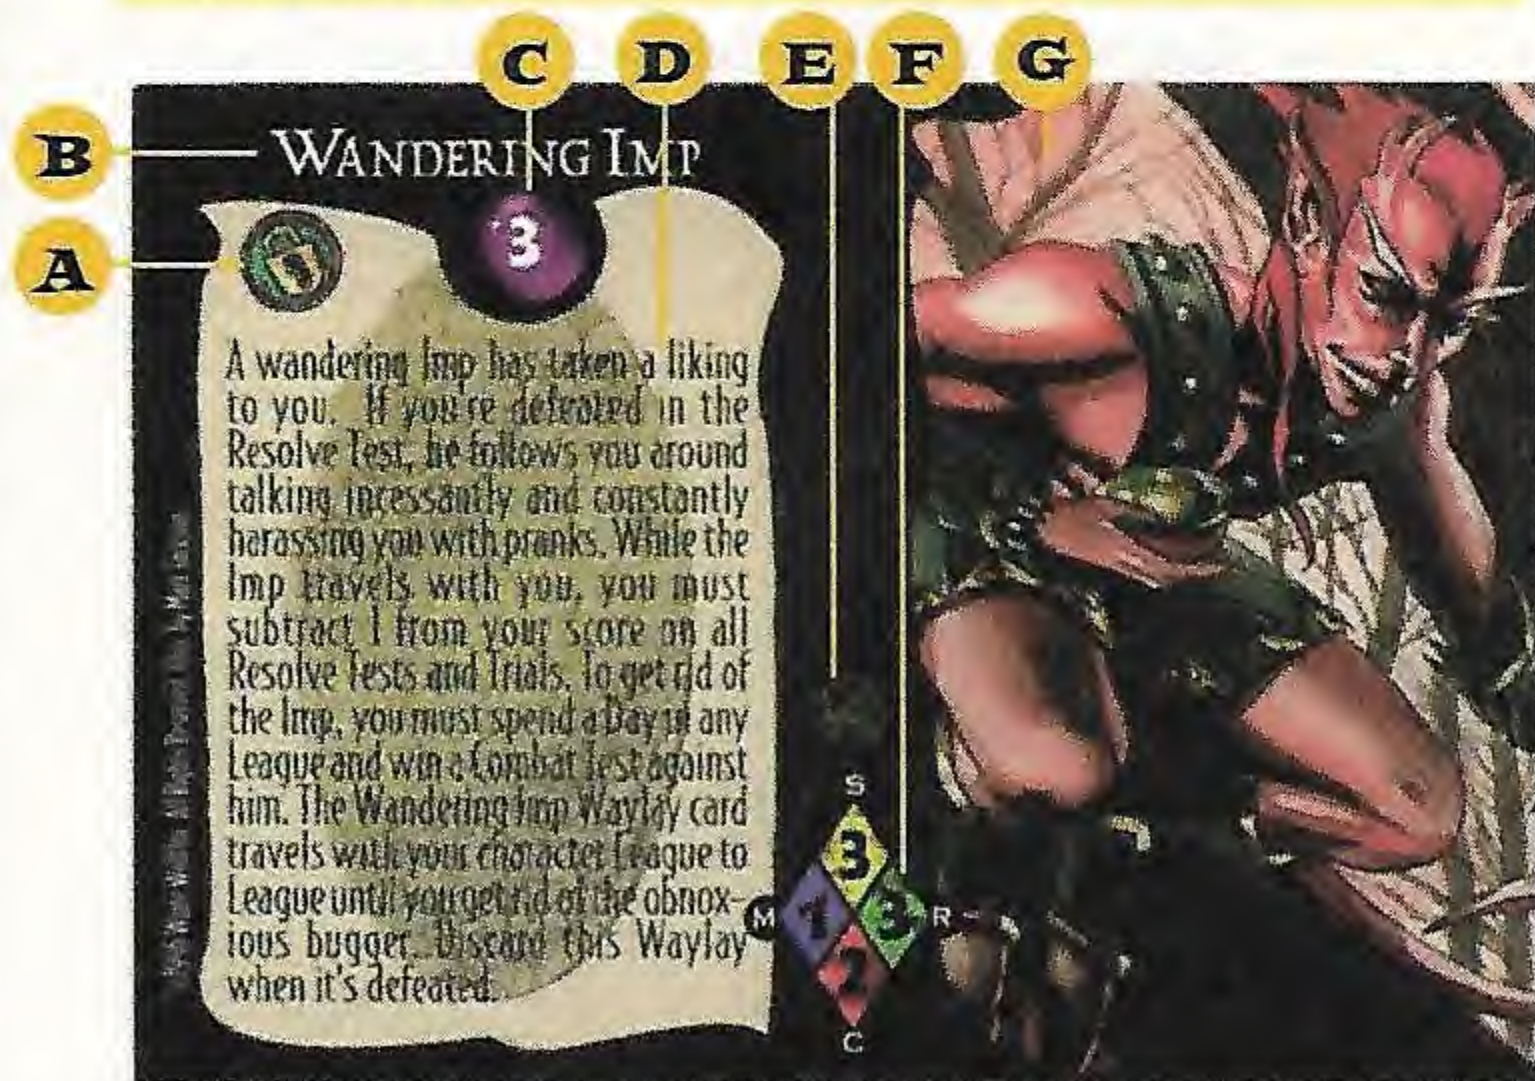 C D E F G
B WANDERING IMP
A 3
A wandering Imp has taken a liking
to you. If you're defeated in the
Resolve Test, he follows you around
talking incessantly and constantly
harassing you with pranks. While the
Imp travels with you, you must
subtract 1 from your score on all
Resolve Tests and Trials. To get rid of
the Imp, you must spend a Day in any
League and win a Combat Test against
him. The Wandering Imp Waylay card
travels with your character League to
League until you get rid of the obnox-
ious bugger. Discard this Waylay
when it's defeated.
S
3
M 3 R
2
C